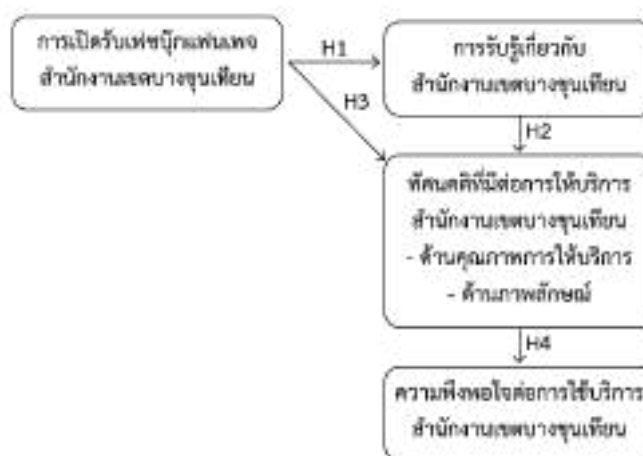 การเปิดรับเฟซบุ๊กแฟนเพจ
สำนักงานเขตบางขุนเทียน
H1
การรับรู้เกี่ยวกับ
สำนักงานเขตบางขุนเทียน
H3
H2
ทัศนคติที่มีต่อการให้บริการ
สำนักงานเขตบางขุนเทียน
- ด้านคุณภาพการให้บริการ
- ด้านภาพลักษณ์
H4
ความพึงพอใจต่อการใช้บริการ
สำนักงานเขตบางขุนเทียน